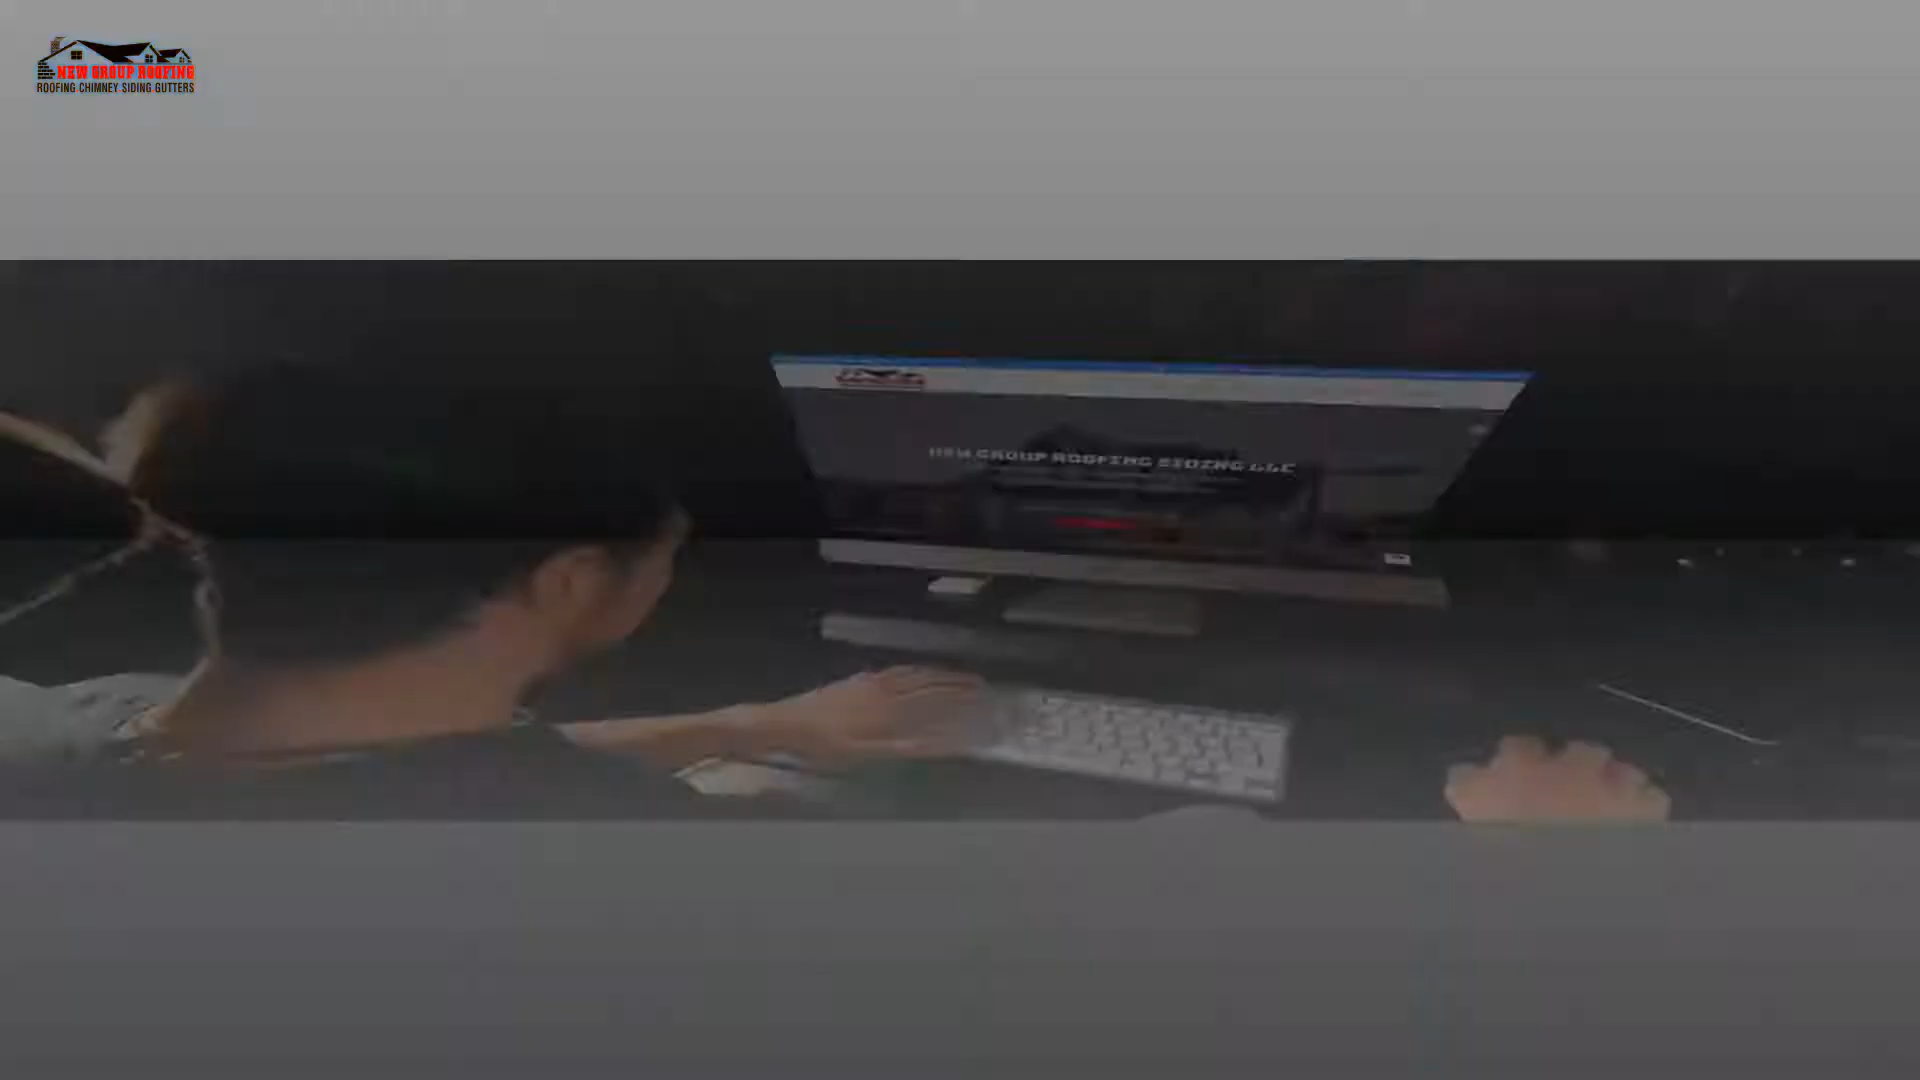 NEW GROUP ROOFING
ROOFING CHIMNEY SIDING GUTTERS
NEW GROUP ROOFING SIDING LLC